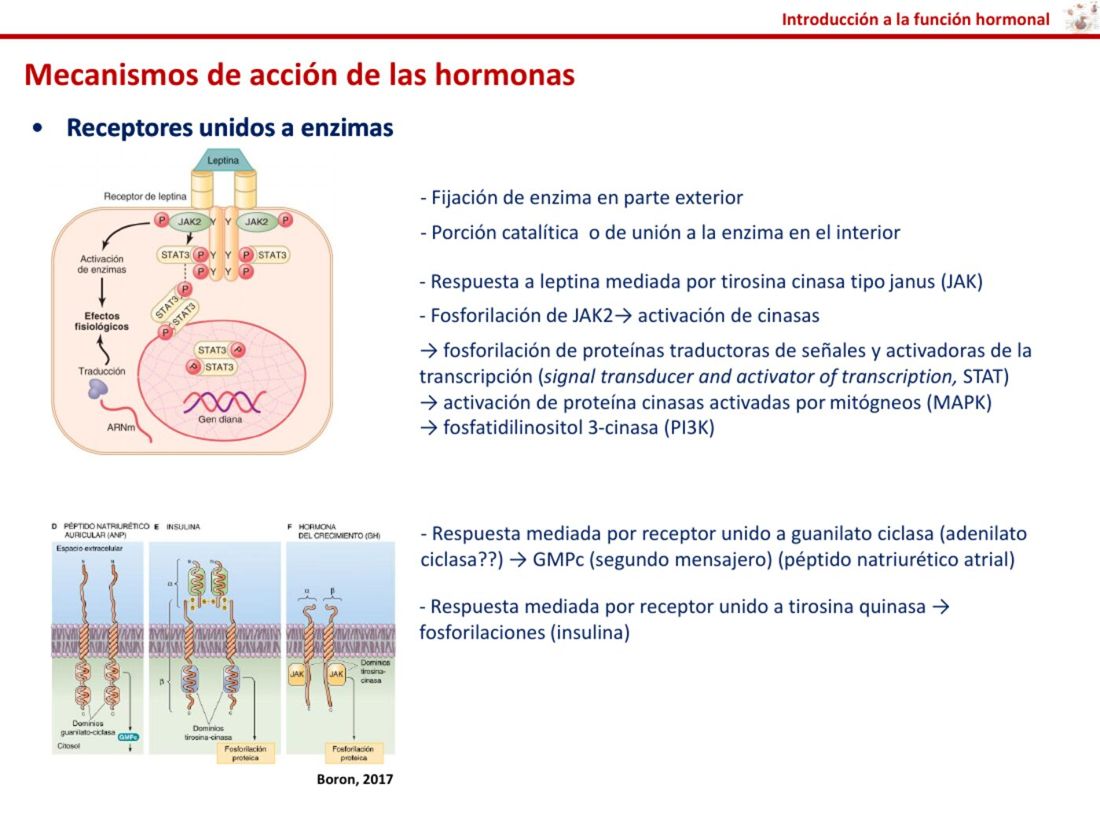 Introducción a la función hormonal
Mecanismos de acción de las hormonas
• Receptores unidos a enzimas
Leptina
Receptor de leptina
P JAK2 Y Y JAK2 P
STAT3 P Y Y P STAT3
P Y Y P
Activación
de enzimas
P
STAT3
STAT3
P
Efectos
fisiológicos
STAT3 P
P STAT3
Traducción
Gen diana
ARNm
- Fijación de enzima en parte exterior
- Porción catalítica o de unión a la enzima en el interior
- Respuesta a leptina mediada por tirosina cinasa tipo janus (JAK)
- Fosforilación de JAK2→ activación de cinasas
→ fosforilación de proteínas traductoras de señales y activadoras de la
transcripción (signal transducer and activator of transcription, STAT)
→ activación de proteína cinasas activadas por mitógneos (MAPK)
→ fosfatidilinositol 3-cinasa (PI3K)
D PÉPTIDO NATRIURÉTICO
AURICULAR (ANP)
Espacio extracelular
N N
C C
Dominios
guanilato-ciclasa
GMPc
Citosol
E INSULINA
N N
α
β
C C
Dominios
tirosina-cinasa
Fosforilación
proteica
F HORMONA
DEL CRECIMIENTO (GH)
α β
JAK JAK
Dominios
tirosina-
cinasa
C C
Fosforilación
proteica
Boron, 2017
- Respuesta mediada por receptor unido a guanilato ciclasa (adenilato
ciclasa??) → GMPc (segundo mensajero) (péptido natriurético atrial)
- Respuesta mediada por receptor unido a tirosina quinasa →
fosforilaciones (insulina)